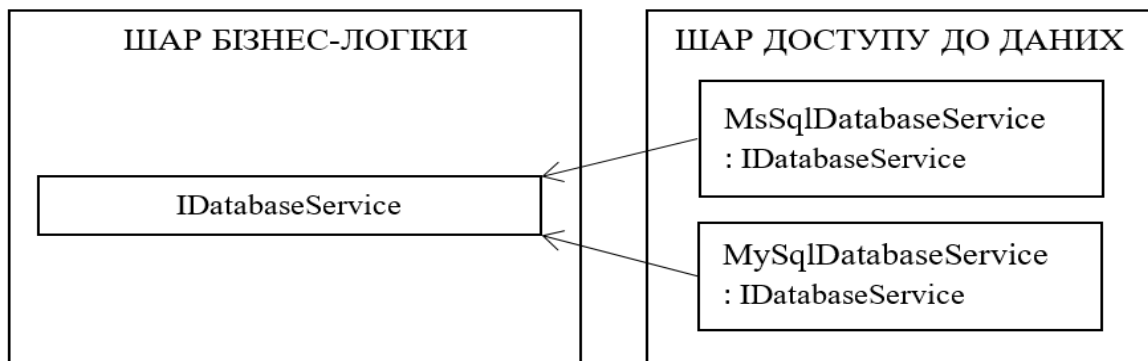 ШАР БІЗНЕС-ЛОГІКИ
IDatabaseService
ШАР ДОСТУПУ ДО ДАНИХ
MsSqlDatabaseService
: IDatabaseService
MySqlDatabaseService
: IDatabaseService